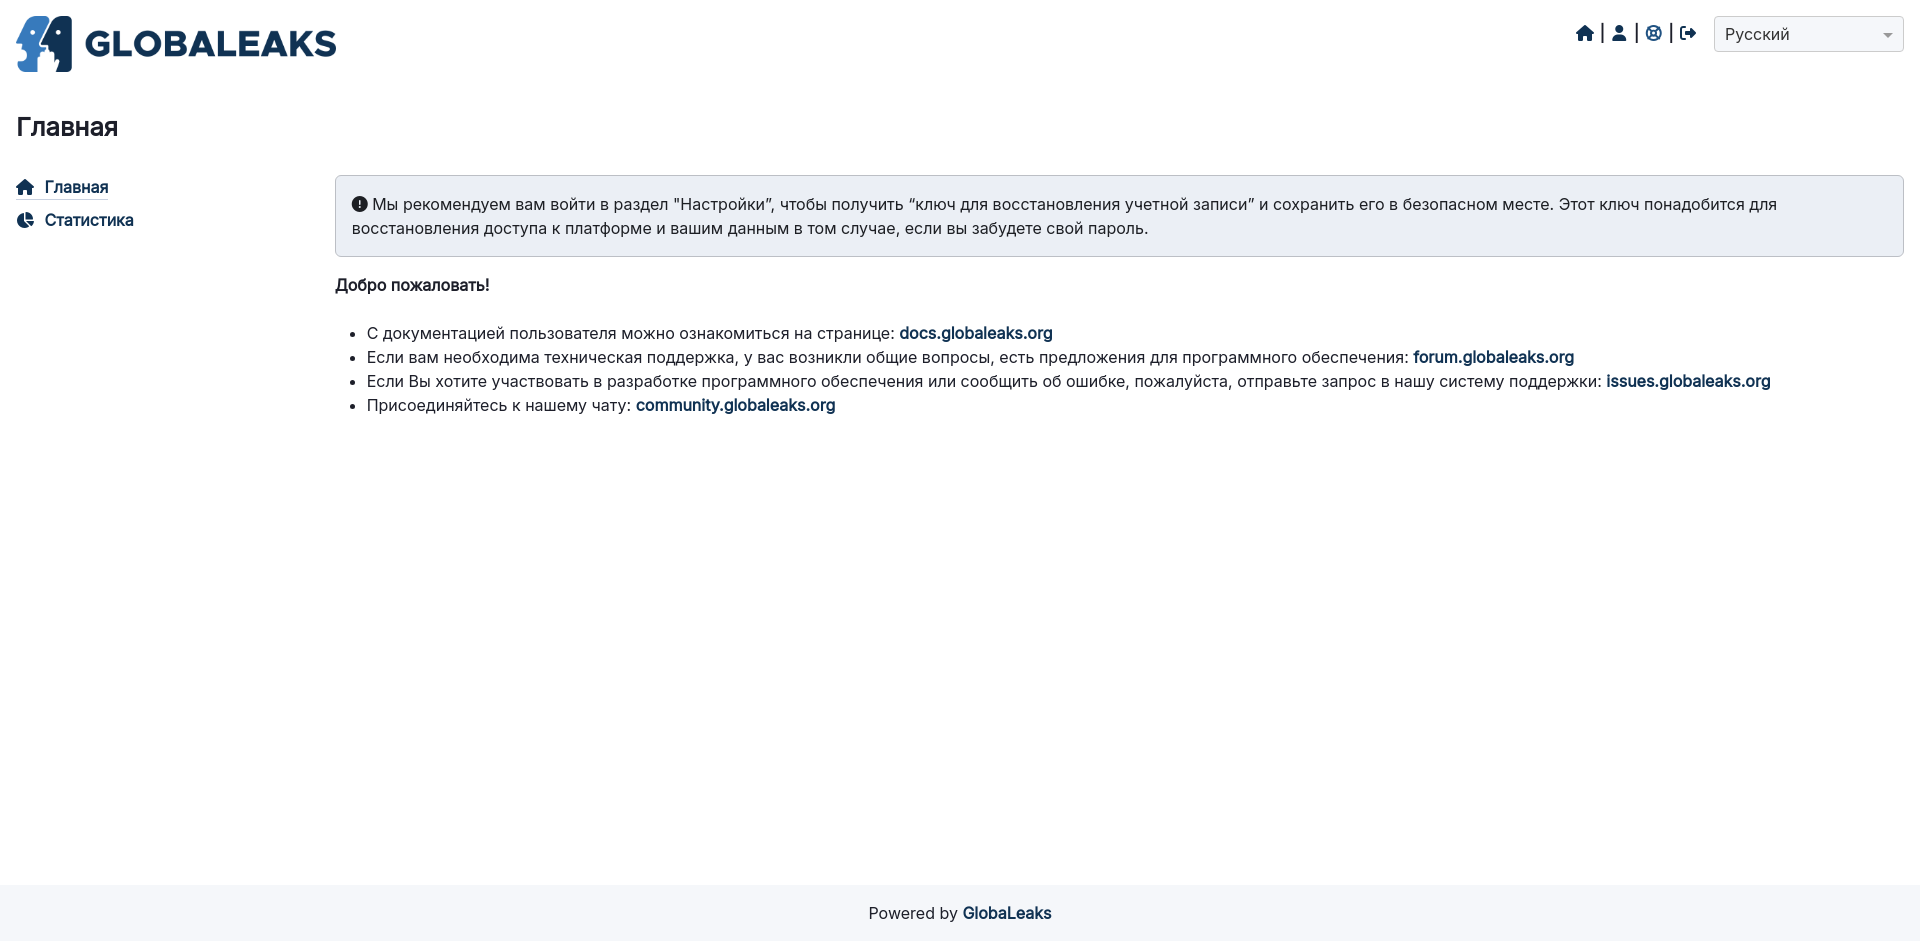 GLOBALEAKS
| | |
Русский
Главная
Главная
Статистика
Мы рекомендуем вам войти в раздел "Настройки”, чтобы получить “ключ для восстановления учетной записи” и сохранить его в безопасном месте. Этот ключ понадобится для
восстановления доступа к платформе и вашим данным в том случае, если вы забудете свой пароль.
Добро пожаловать!
• С документацией пользователя можно ознакомиться на странице: docs.globaleaks.org
• Если вам необходима техническая поддержка, у вас возникли общие вопросы, есть предложения для программного обеспечения: forum.globaleaks.org
• Если Вы хотите участвовать в разработке программного обеспечения или сообщить об ошибке, пожалуйста, отправьте запрос в нашу систему поддержки: issues.globaleaks.org
• Присоединяйтесь к нашему чату: community.globaleaks.org
Powered by GlobaLeaks